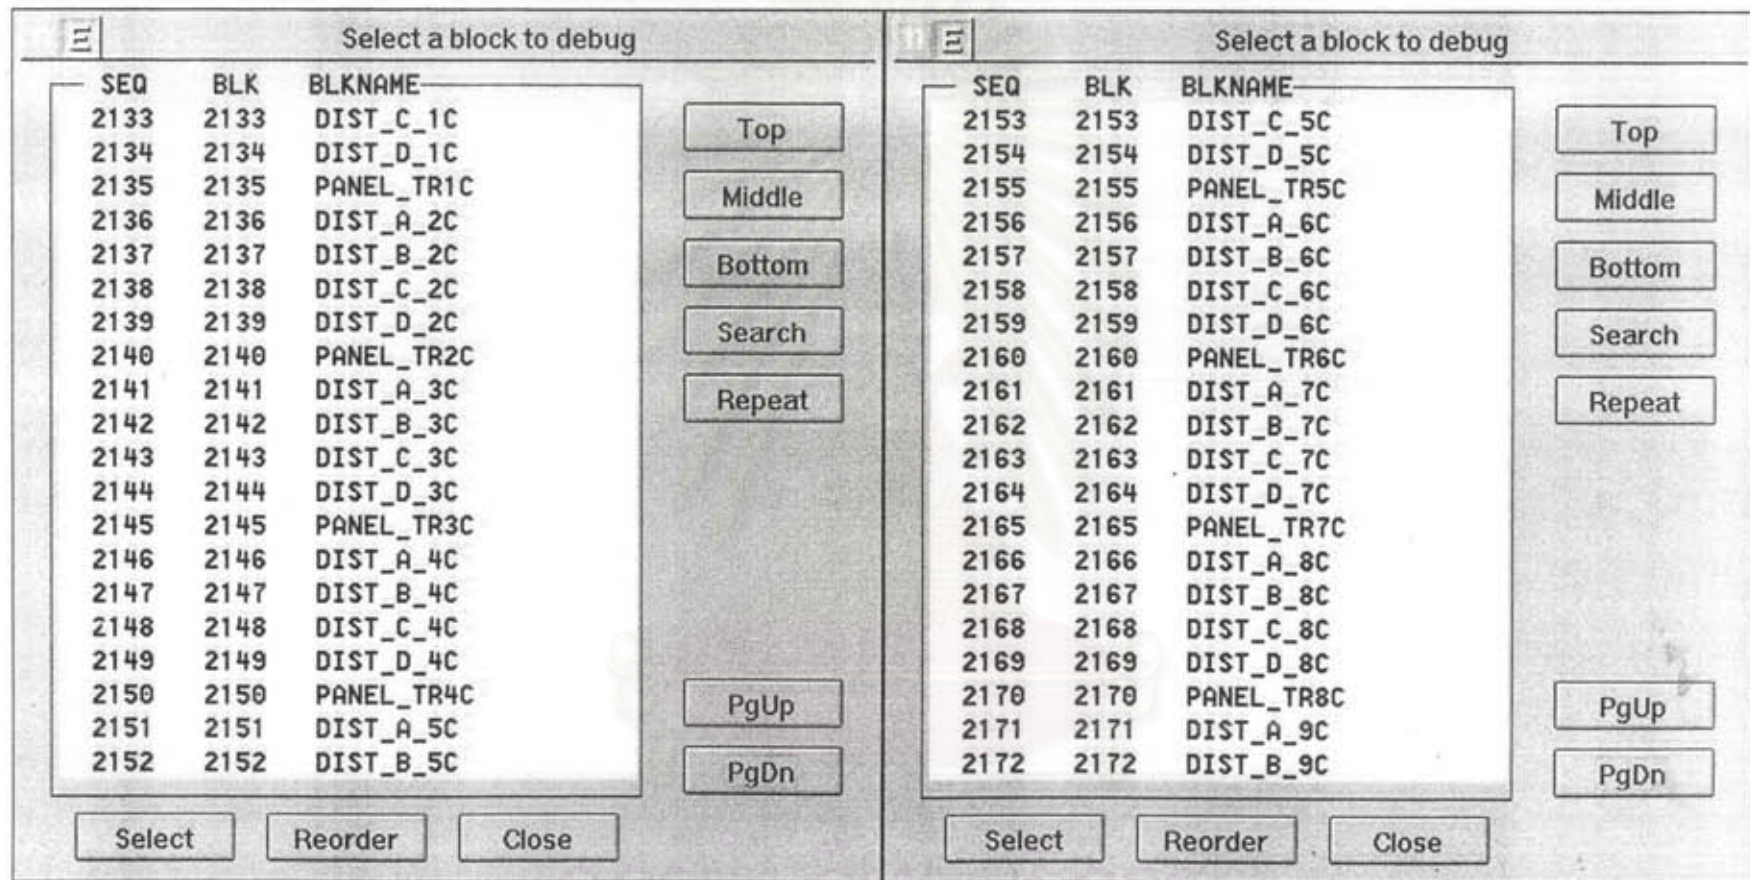 Select a block to debug
SEQ BLK BLKNAME
2133 2133 DIST_C_1C
2134 2134 DIST_D_1C
2135 2135 PANEL_TR1C
2136 2136 DIST_A_2C
2137 2137 DIST_B_2C
2138 2138 DIST_C_2C
2139 2139 DIST_D_2C
2140 2140 PANEL_TR2C
2141 2141 DIST_A_3C
2142 2142 DIST_B_3C
2143 2143 DIST_C_3C
2144 2144 DIST_D_3C
2145 2145 PANEL_TR3C
2146 2146 DIST_A_4C
2147 2147 DIST_B_4C
2148 2148 DIST_C_4C
2149 2149 DIST_D_4C
2150 2150 PANEL_TR4C
2151 2151 DIST_A_5C
2152 2152 DIST_B_5C
Top
Middle
Bottom
Search
Repeat
PgUp
PgDn
Select Reorder Close
Select a block to debug
SEQ BLK BLKNAME
2153 2153 DIST_C_5C
2154 2154 DIST_D_5C
2155 2155 PANEL_TR5C
2156 2156 DIST_A_6C
2157 2157 DIST_B_6C
2158 2158 DIST_C_6C
2159 2159 DIST_D_6C
2160 2160 PANEL_TR6C
2161 2161 DIST_A_7C
2162 2162 DIST_B_7C
2163 2163 DIST_C_7C
2164 2164 DIST_D_7C
2165 2165 PANEL_TR7C
2166 2166 DIST_A_8C
2167 2167 DIST_B_8C
2168 2168 DIST_C_8C
2169 2169 DIST_D_8C
2170 2170 PANEL_TR8C
2171 2171 DIST_A_9C
2172 2172 DIST_B_9C
Top
Middle
Bottom
Search
Repeat
PgUp
PgDn
Select Reorder Close